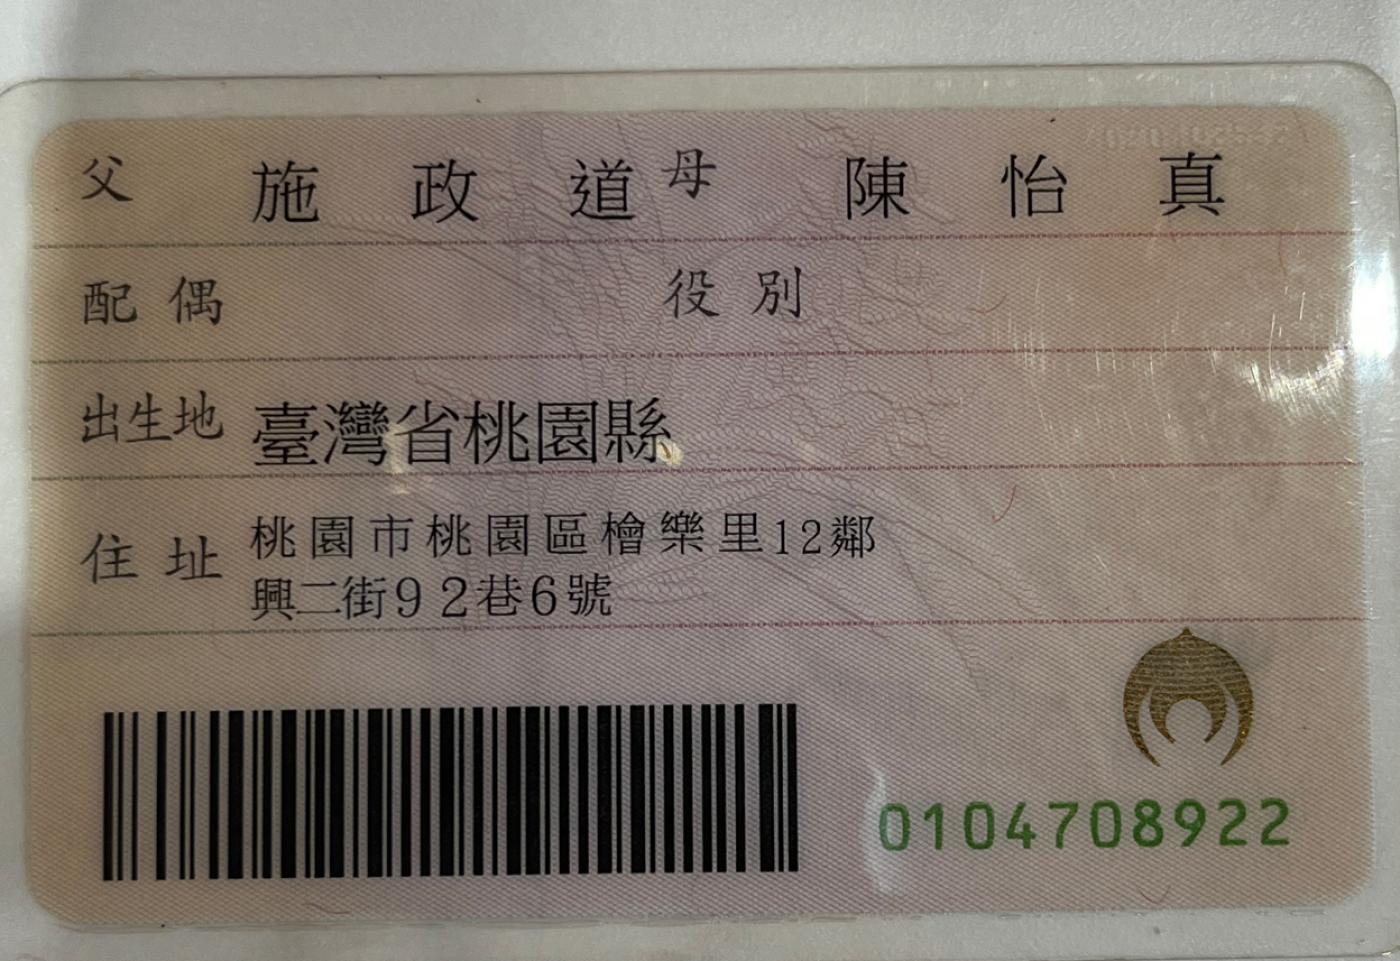 父 施政道 母 陳怡真
配偶 役別
出生地 臺灣省桃園縣
住址 桃園市桃園區檜樂里12鄰
興二街92巷6號
0104708922